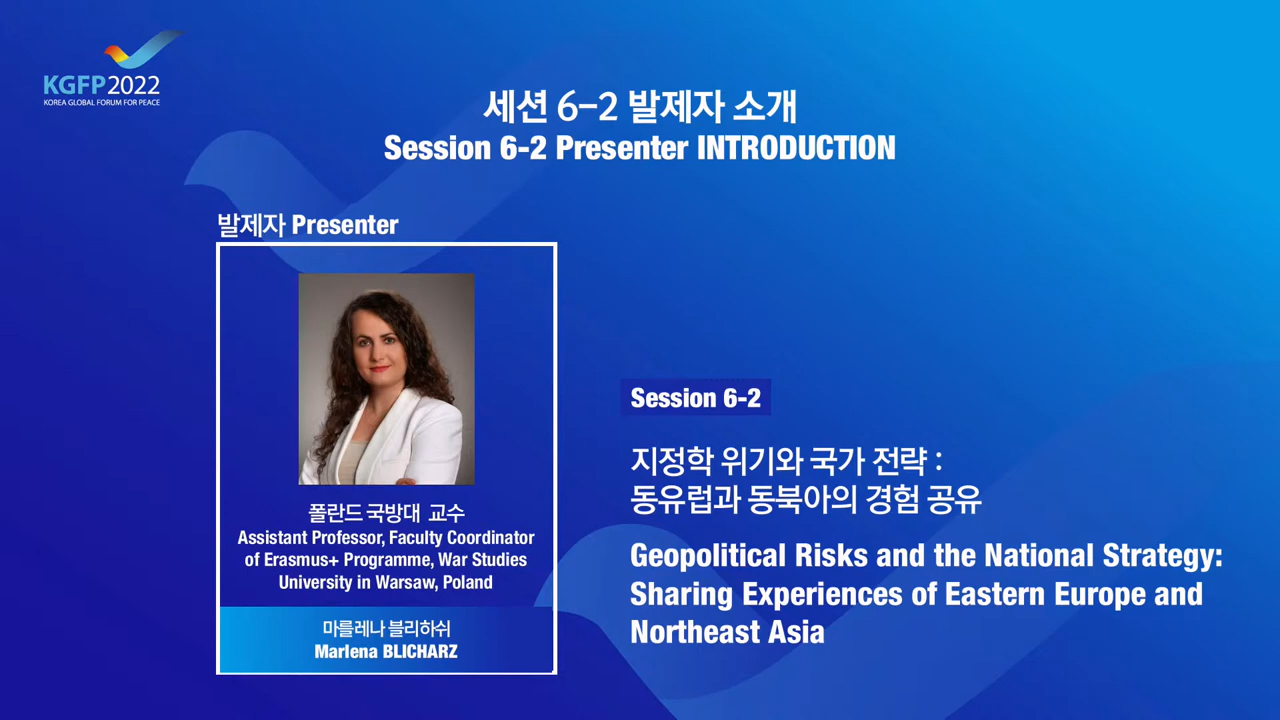 KGFP2022
KOREA GLOBAL FORUM FOR PEACE
세션 6-2 발제자 소개
Session 6-2 Presenter INTRODUCTION
발제자 Presenter
폴란드 국방대 교수
Assistant Professor, Faculty Coordinator
of Erasmus+ Programme, War Studies
University in Warsaw, Poland
마를레나 블리하쉬
Marlena BLICHARZ
Session 6-2
지정학 위기와 국가 전략 :
동유럽과 동북아의 경험 공유
Geopolitical Risks and the National Strategy:
Sharing Experiences of Eastern Europe and
Northeast Asia